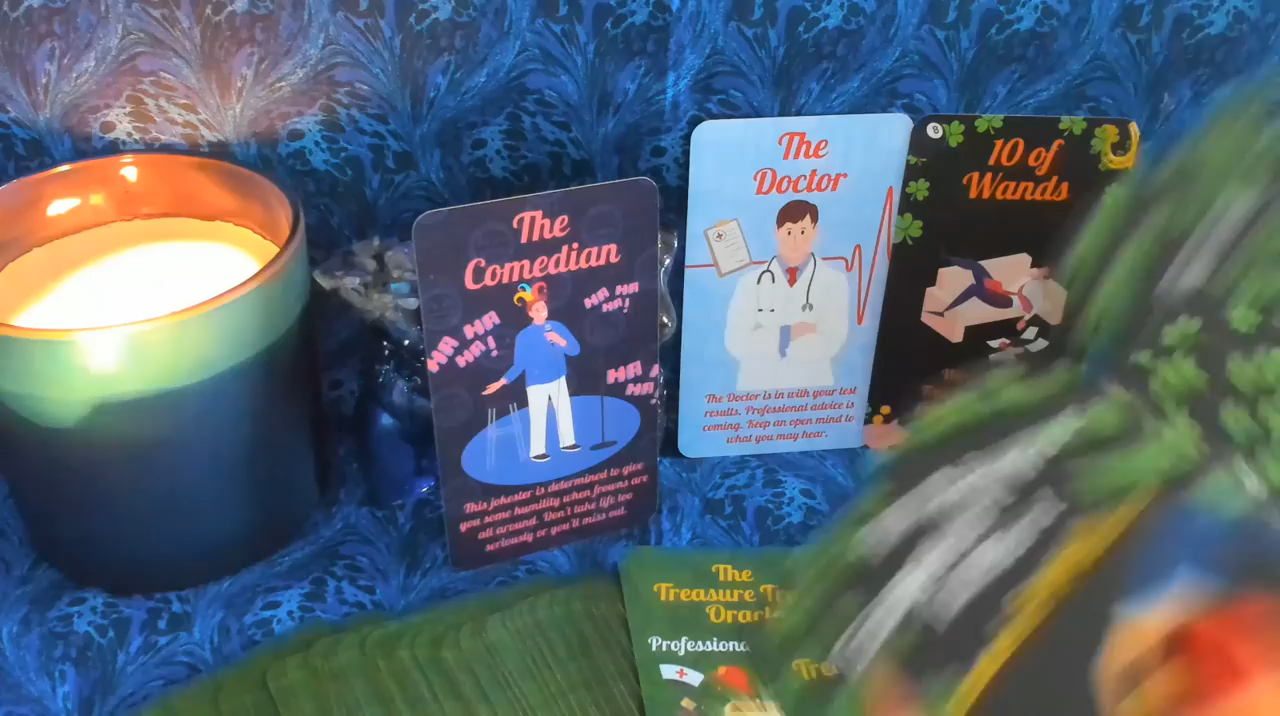 The
Comedian
HA HA
HA!
HA HA
HA!
HA
HA!
This jokester is determined to give
you some humility when frowns are
all around. Don't take life too
seriously or you'll miss out.
The
Doctor
The Doctor is in with your test
results. Professional advice is
coming. Keep an open mind to
what you may hear.
8
10 of
Wands
The
Treasure